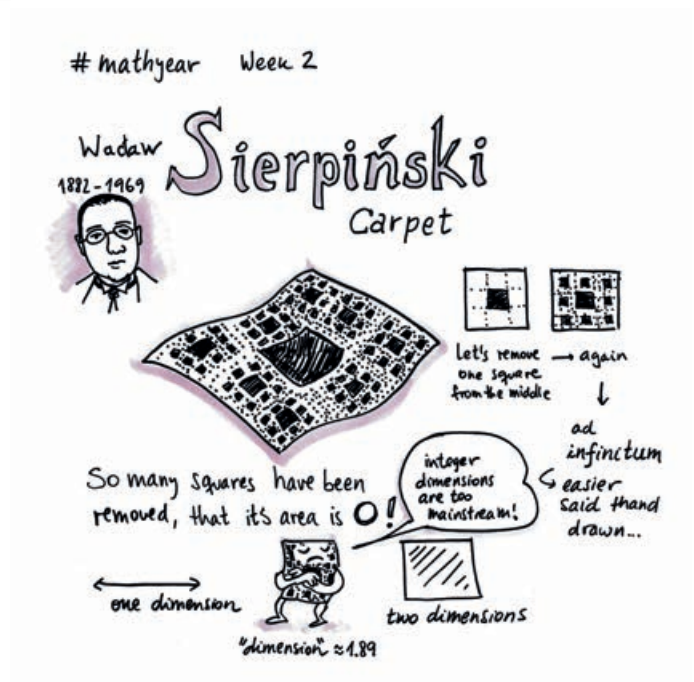 # mathyear Week 2
Wacław Sierpiński
1882-1969
Carpet
Let's remove
one square
from the middle
→ again
ad
infinitum
easier
said thand
drawn...
So many squares have been
removed, that it's area is 0!
integer
dimensions
are too
mainstream!
one dimension
"dimension" ≈ 1.89
two dimensions